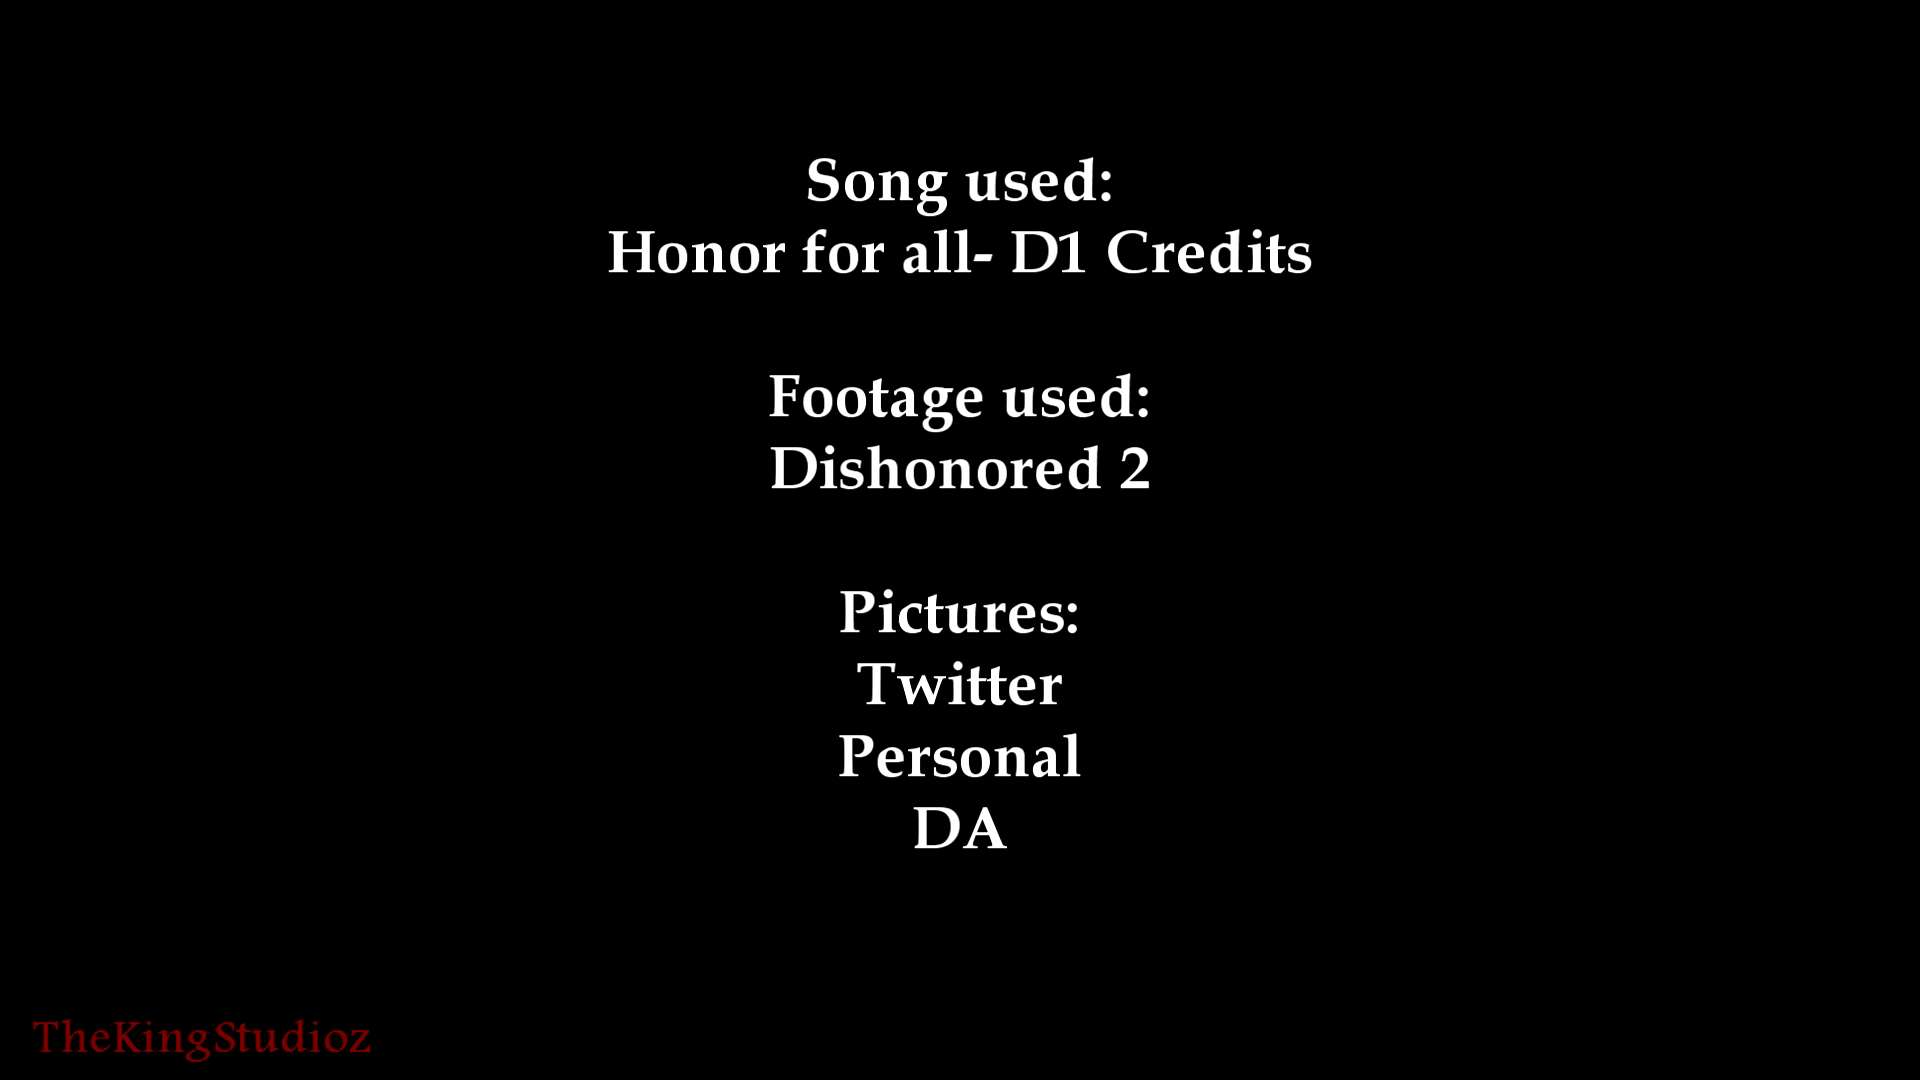 Song used:
Honor for all- D1 Credits
Footage used:
Dishonored 2
Pictures:
Twitter
Personal
DA
TheKingStudioz